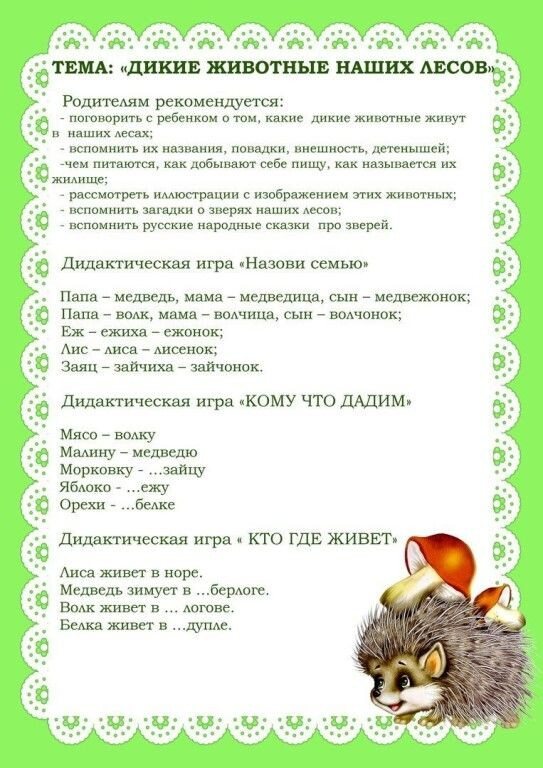 ТЕМА: «ДИКИЕ ЖИВОТНЫЕ НАШИХ ЛЕСОВ»
Родителям рекомендуется:
- поговорить с ребенком о том, какие дикие животные живут
в наших лесах;
- вспомнить их названия, повадки, внешность, детенышей;
-чем питаются, как добывают себе пищу, как называется их
жилище;
- рассмотреть иллюстрации с изображением этих животных;
- вспомнить загадки о зверях наших лесов;
- вспомнить русские народные сказки про зверей.
Дидактическая игра «Назови семью»
Папа – медведь, мама – медведица, сын – медвежонок;
Папа – волк, мама – волчица, сын – волчонок;
Еж – ежиха – ежонок;
Лис – лиса – лисенок;
Заяц – зайчиха – зайчонок.
Дидактическая игра «КОМУ ЧТО ДАДИМ»
Мясо – волку
Малину – медведю
Морковку - ...зайцу
Яблоко - ...ежу
Орехи - ...белке
Дидактическая игра « КТО ГДЕ ЖИВЕТ»
Лиса живет в норе.
Медведь зимует в ...берлоге.
Волк живет в ... логове.
Белка живет в ...дупле.